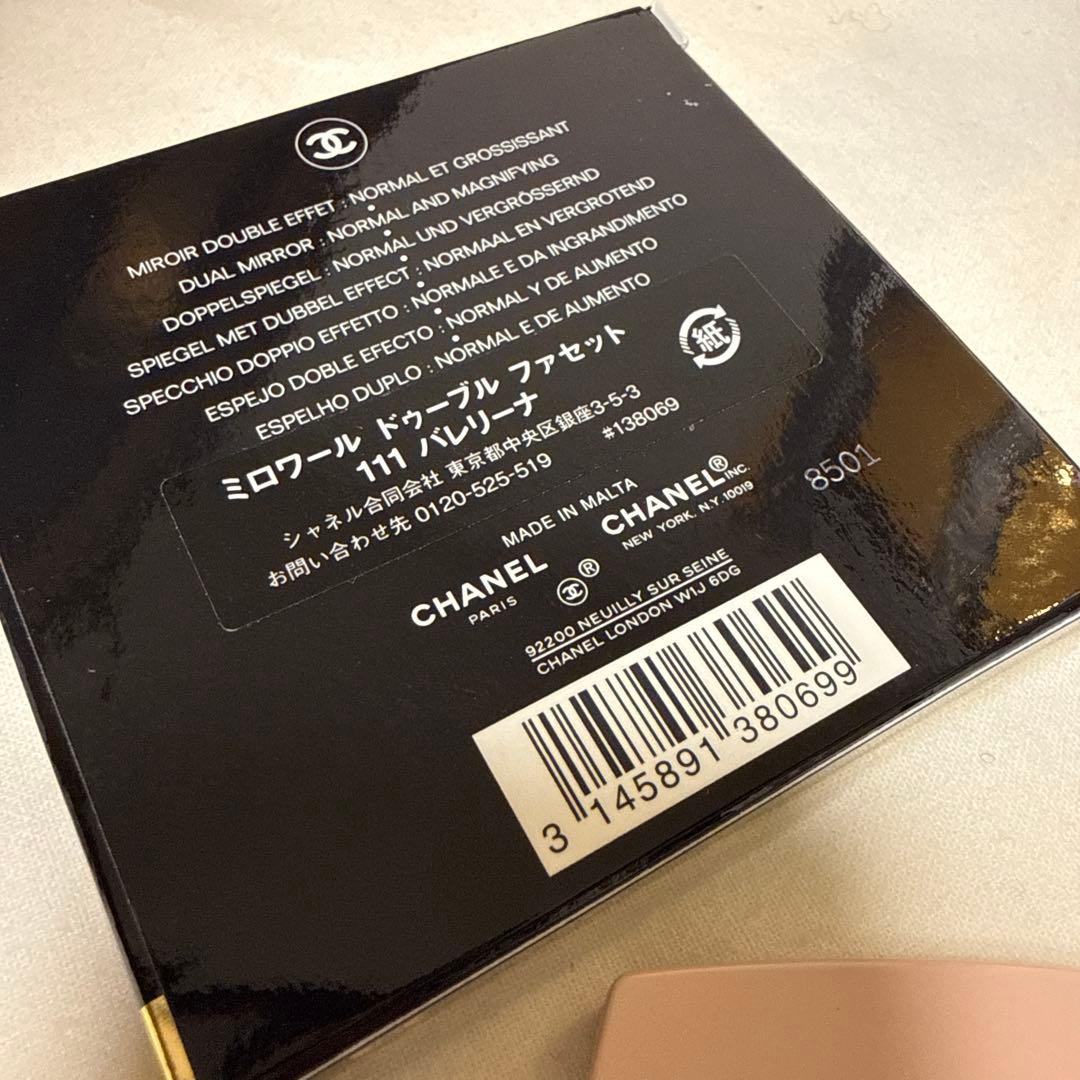 MIROIR DOUBLE EFFET : NORMAL ET GROSSISSANT
DUAL MIRROR : NORMAL AND MAGNIFYING
DOPPELSPIEGEL : NORMAL UND VERGRÖSSERND
SPIEGEL MET DUBBEL EFFECT : NORMAAL EN VERGROTEND
SPECCHIO DOPPIO EFFETTO : NORMALE E DA INGRANDIMENTO
ESPEJO DOBLE EFECTO : NORMAL Y DE AUMENTO
ESPELHO DUPLO : NORMAL E DE AUMENTO
ミロワール ドゥーブル ファセット
111 バレリーナ
紙
シャネル合同会社 東京都中央区銀座3-5-3
お問い合わせ先 0120-525-519
#138069
MADE IN MALTA
CHANEL
PARIS
®
CHANEL® INC.
NEW YORK, N.Y. 10019
8501
92200 NEUILLY SUR SEINE
CHANEL LONDON W1J 6DG
3 145891 380699